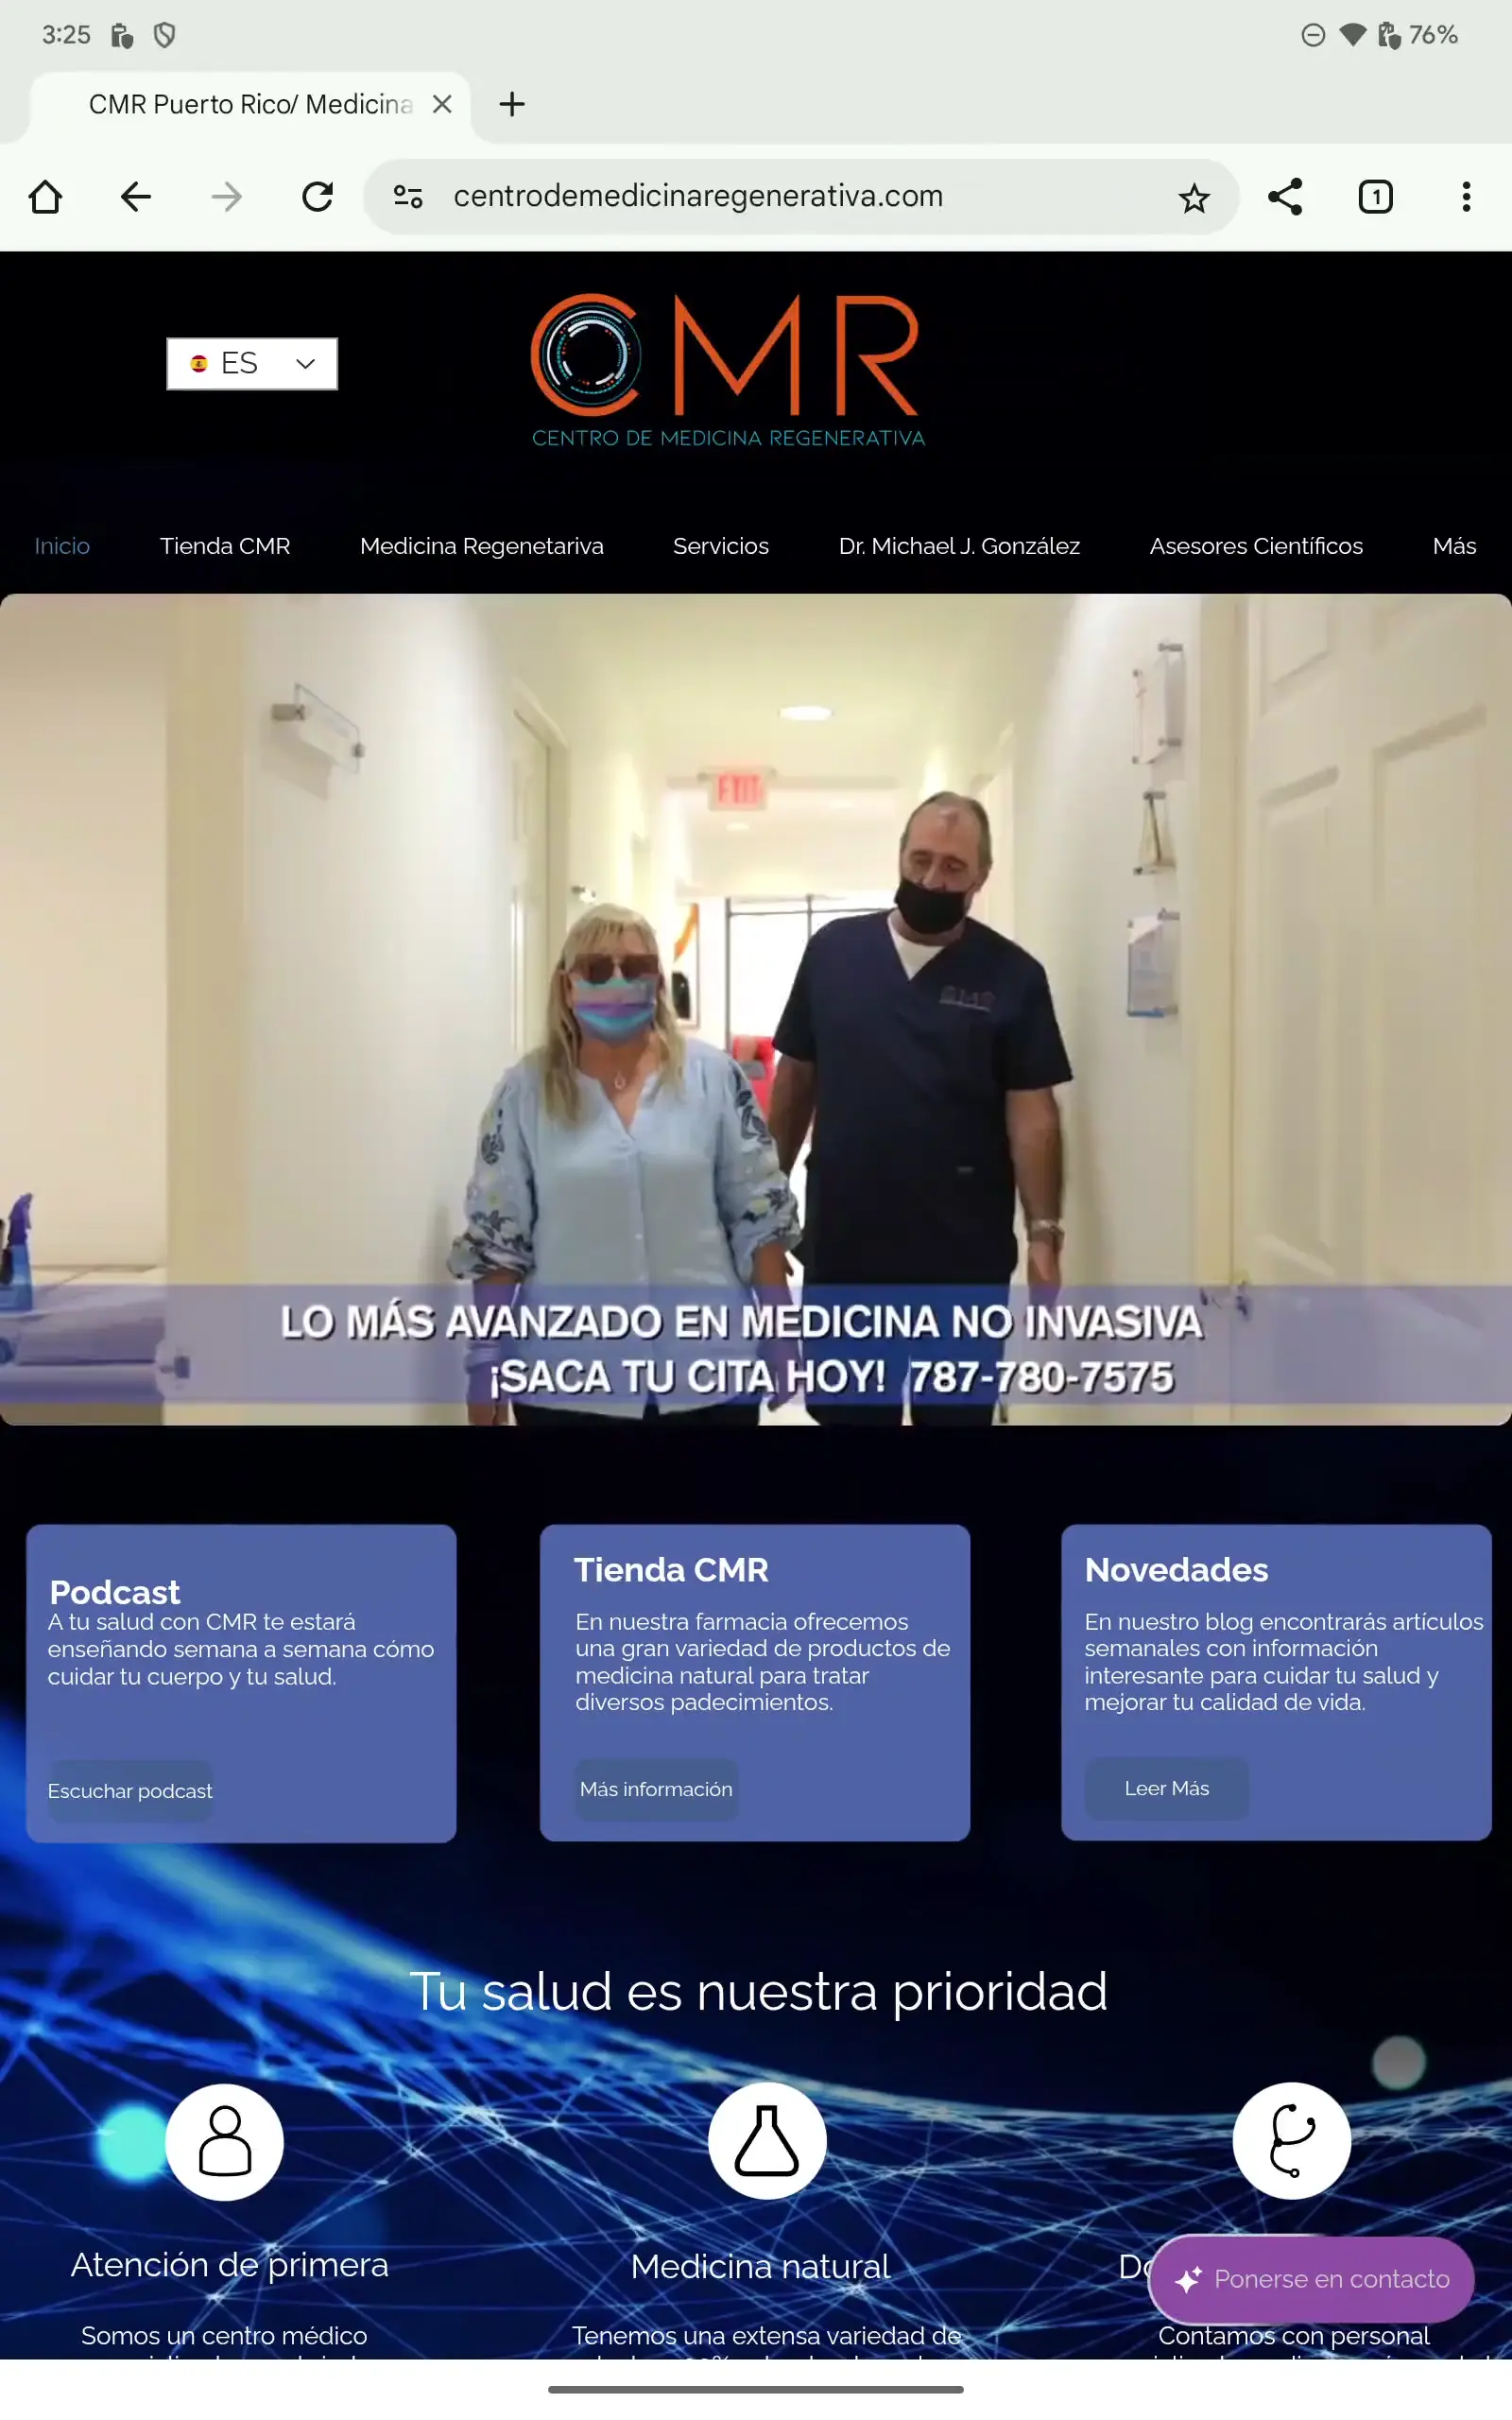 3:25
76%
CMR Puerto Rico/ Medicina
centrodemedicinaregenerativa.com
1
ES
CMR
CENTRO DE MEDICINA REGENERATIVA
Inicio
Tienda CMR
Medicina Regenetariva
Servicios
Dr. Michael J. González
Asesores Científicos
Más
EXIT
CMR
LO MÁS AVANZADO EN MEDICINA NO INVASIVA
¡SACA TU CITA HOY! 787-780-7575
Podcast
A tu salud con CMR te estará
enseñando semana a semana cómo
cuidar tu cuerpo y tu salud.
Escuchar podcast
Tienda CMR
En nuestra farmacia ofrecemos
una gran variedad de productos de
medicina natural para tratar
diversos padecimientos.
Más información
Novedades
En nuestro blog encontrarás artículos
semanales con información
interesante para cuidar tu salud y
mejorar tu calidad de vida.
Leer Más
Tu salud es nuestra prioridad
Atención de primera
Somos un centro médico
Medicina natural
Tenemos una extensa variedad de
Contamos con personal
Ponerse en contacto